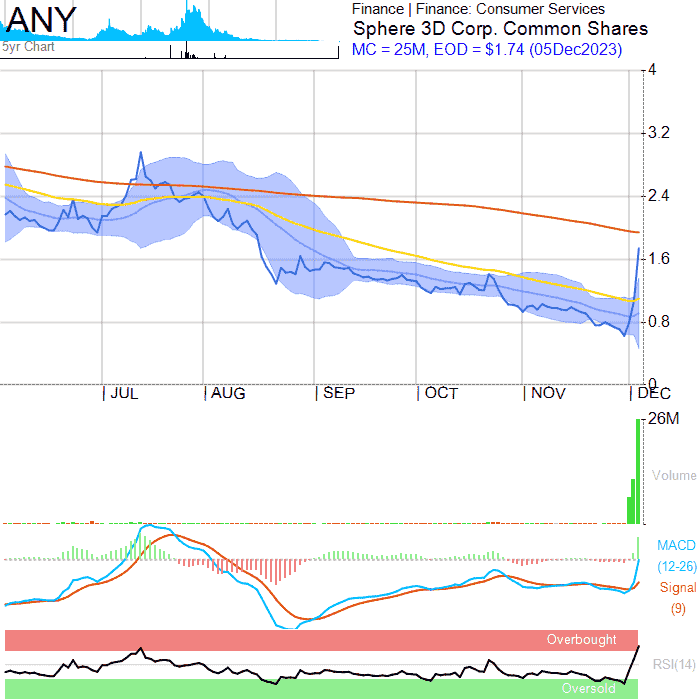 ANY
5yr Chart
Finance | Finance: Consumer Services
Sphere 3D Corp. Common Shares
MC = 25M, EOD = $1.74 (05Dec2023)
4
3.2
2.4
1.6
0.8
0
JUL
AUG
SEP
OCT
NOV
DEC
26M
Volume
MACD
(12-26)
Signal
(9)
Overbought
RSI(14)
Oversold